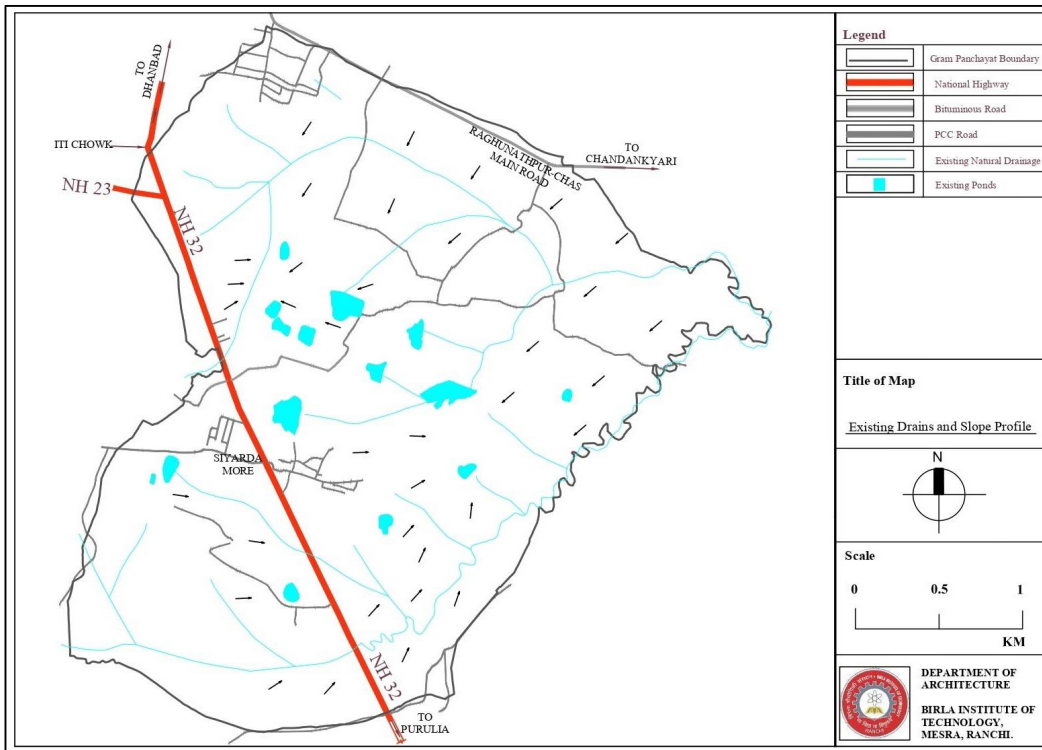 TO
DHANBAD
ITI CHOWK
NH 23
NH 32
RAGHUNATHPUR-CHAS
MAIN ROAD
TO
CHANDANKYARI
SIYARDA
MORE
NH 32
TO
PURULIA
Legend
Gram Panchayat Boundary
National Highway
Bituminous Road
PCC Road
Existing Natural Drainage
Existing Ponds
Title of Map
Existing Drains and Slope Profile
N
Scale
0 0.5 1
KM
DEPARTMENT OF
ARCHITECTURE
BIRLA INSTITUTE OF
TECHNOLOGY,
MESRA, RANCHI.
RANCHI